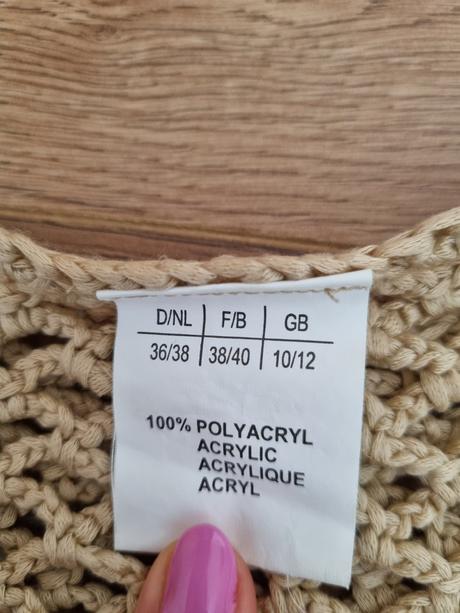 D/NL F/B GB
36/38 38/40 10/12
100% POLYACRYL
ACRYLIC
ACRYLIQUE
ACRYL